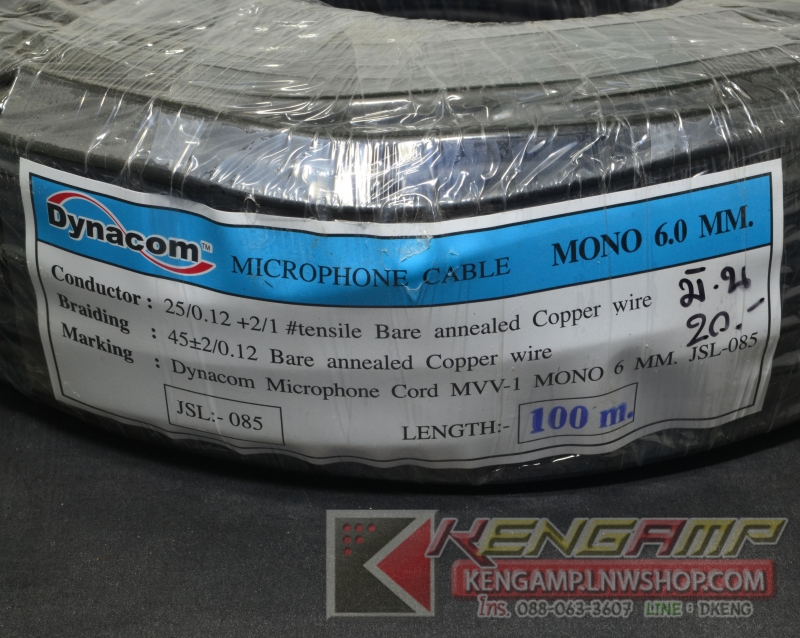 Dynacom™ MICROPHONE CABLE MONO 6.0 MM.
Conductor : 25/0.12 +2/1 #tensile Bare annealed Copper wire
Braiding : 45±2/0.12 Bare annealed Copper wire
Marking : Dynacom Microphone Cord MVV-1 MONO 6 MM. JSL-085
มิ.น
20.-
JSL:- 085
LENGTH:- 100 m.
KENGAMP
KENGAMP.LNWSHOP.COM
โทร. 088-063-3607 LINE : DKENG